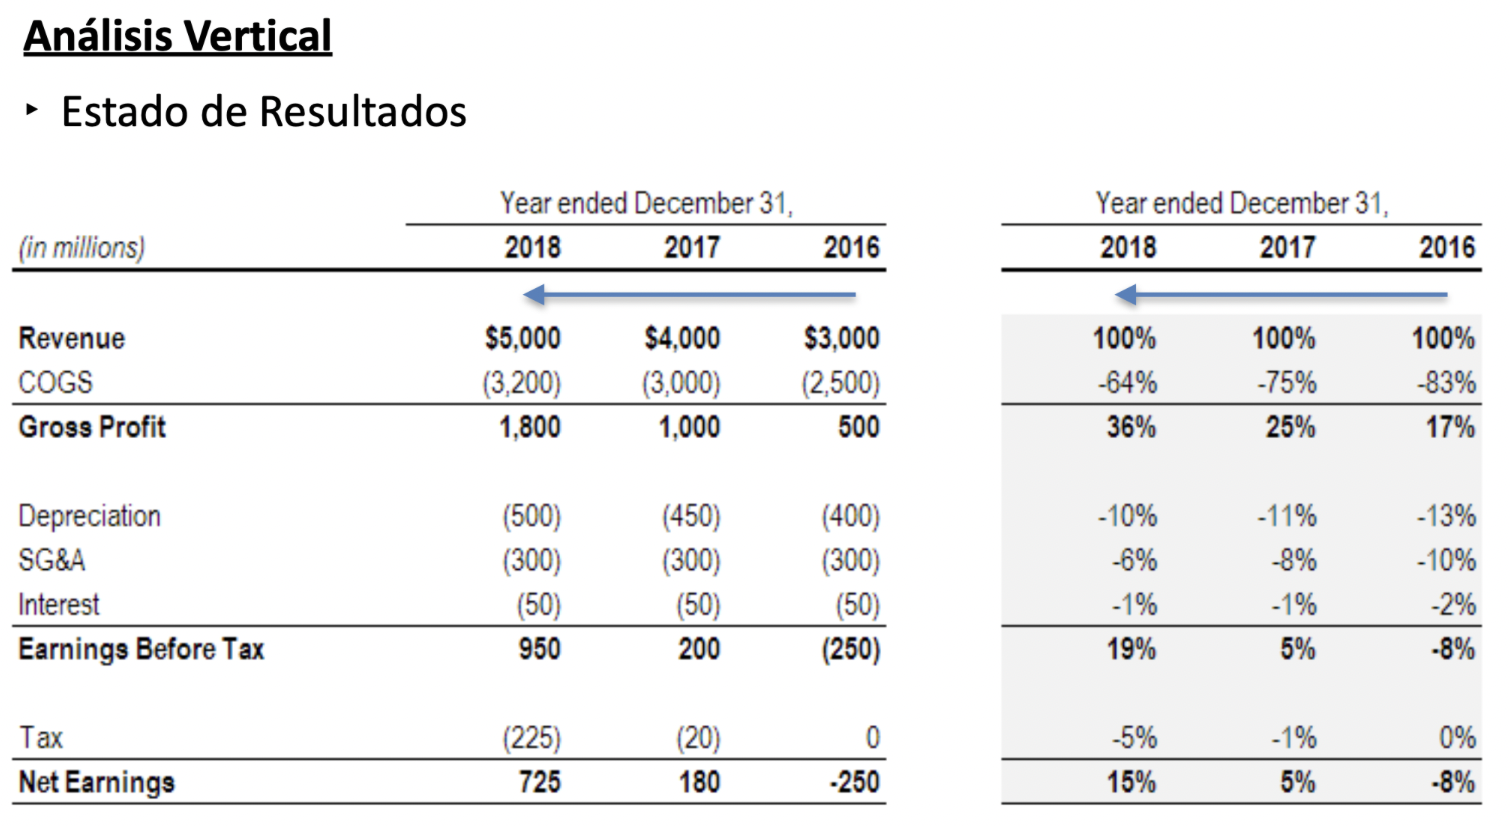 Análisis Vertical
‣ Estado de Resultados
Year ended December 31, Year ended December 31,
(in millions) 2018 2017 2016 2018 2017 2016
Revenue $5,000 $4,000 $3,000 100% 100% 100%
COGS (3,200) (3,000) (2,500) -64% -75% -83%
Gross Profit 1,800 1,000 500 36% 25% 17%
Depreciation (500) (450) (400) -10% -11% -13%
SG&A (300) (300) (300) -6% -8% -10%
Interest (50) (50) (50) -1% -1% -2%
Earnings Before Tax 950 200 (250) 19% 5% -8%
Tax (225) (20) 0 -5% -1% 0%
Net Earnings 725 180 -250 15% 5% -8%